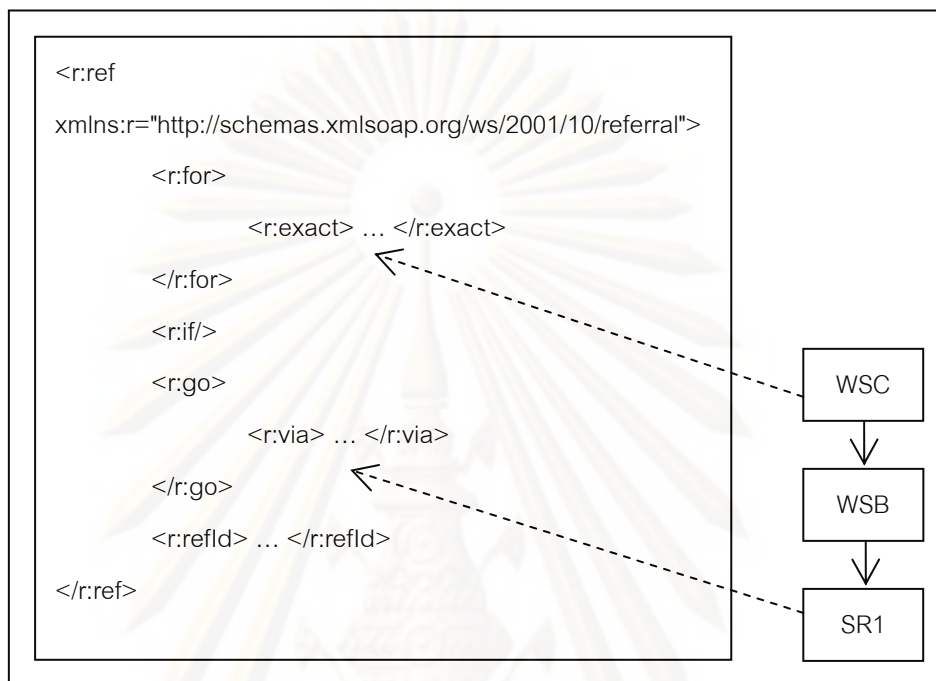 <r:ref
xmlns:r="http://schemas.xmlsoap.org/ws/2001/10/referral">
<r:for>
<r:exact> … </r:exact>
</r:for>
<r:if/>
<r:go>
<r:via> … </r:via>
</r:go>
<r:refId> … </r:refId>
</r:ref>
WSC
WSB
SR1